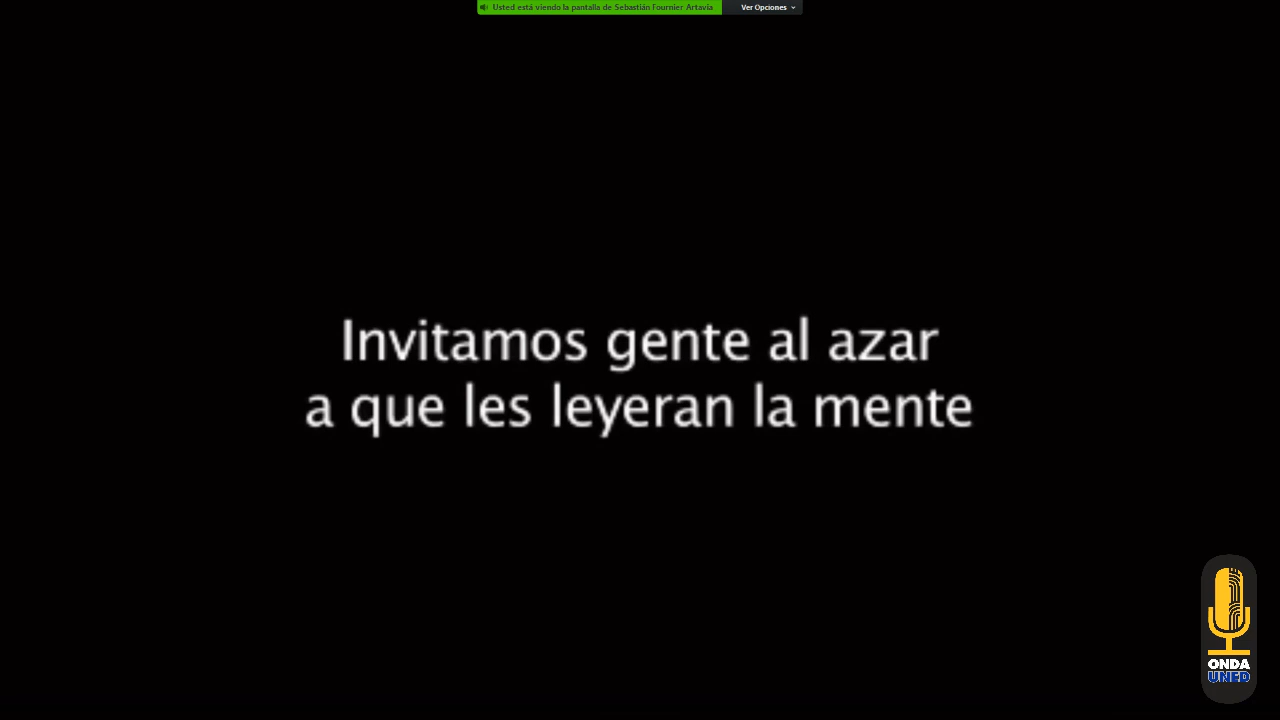 Usted está viendo la pantalla de Sebastián Fournier Artavia Ver Opciones
Invitamos gente al azar
a que les leyeran la mente
ONDA
UNED